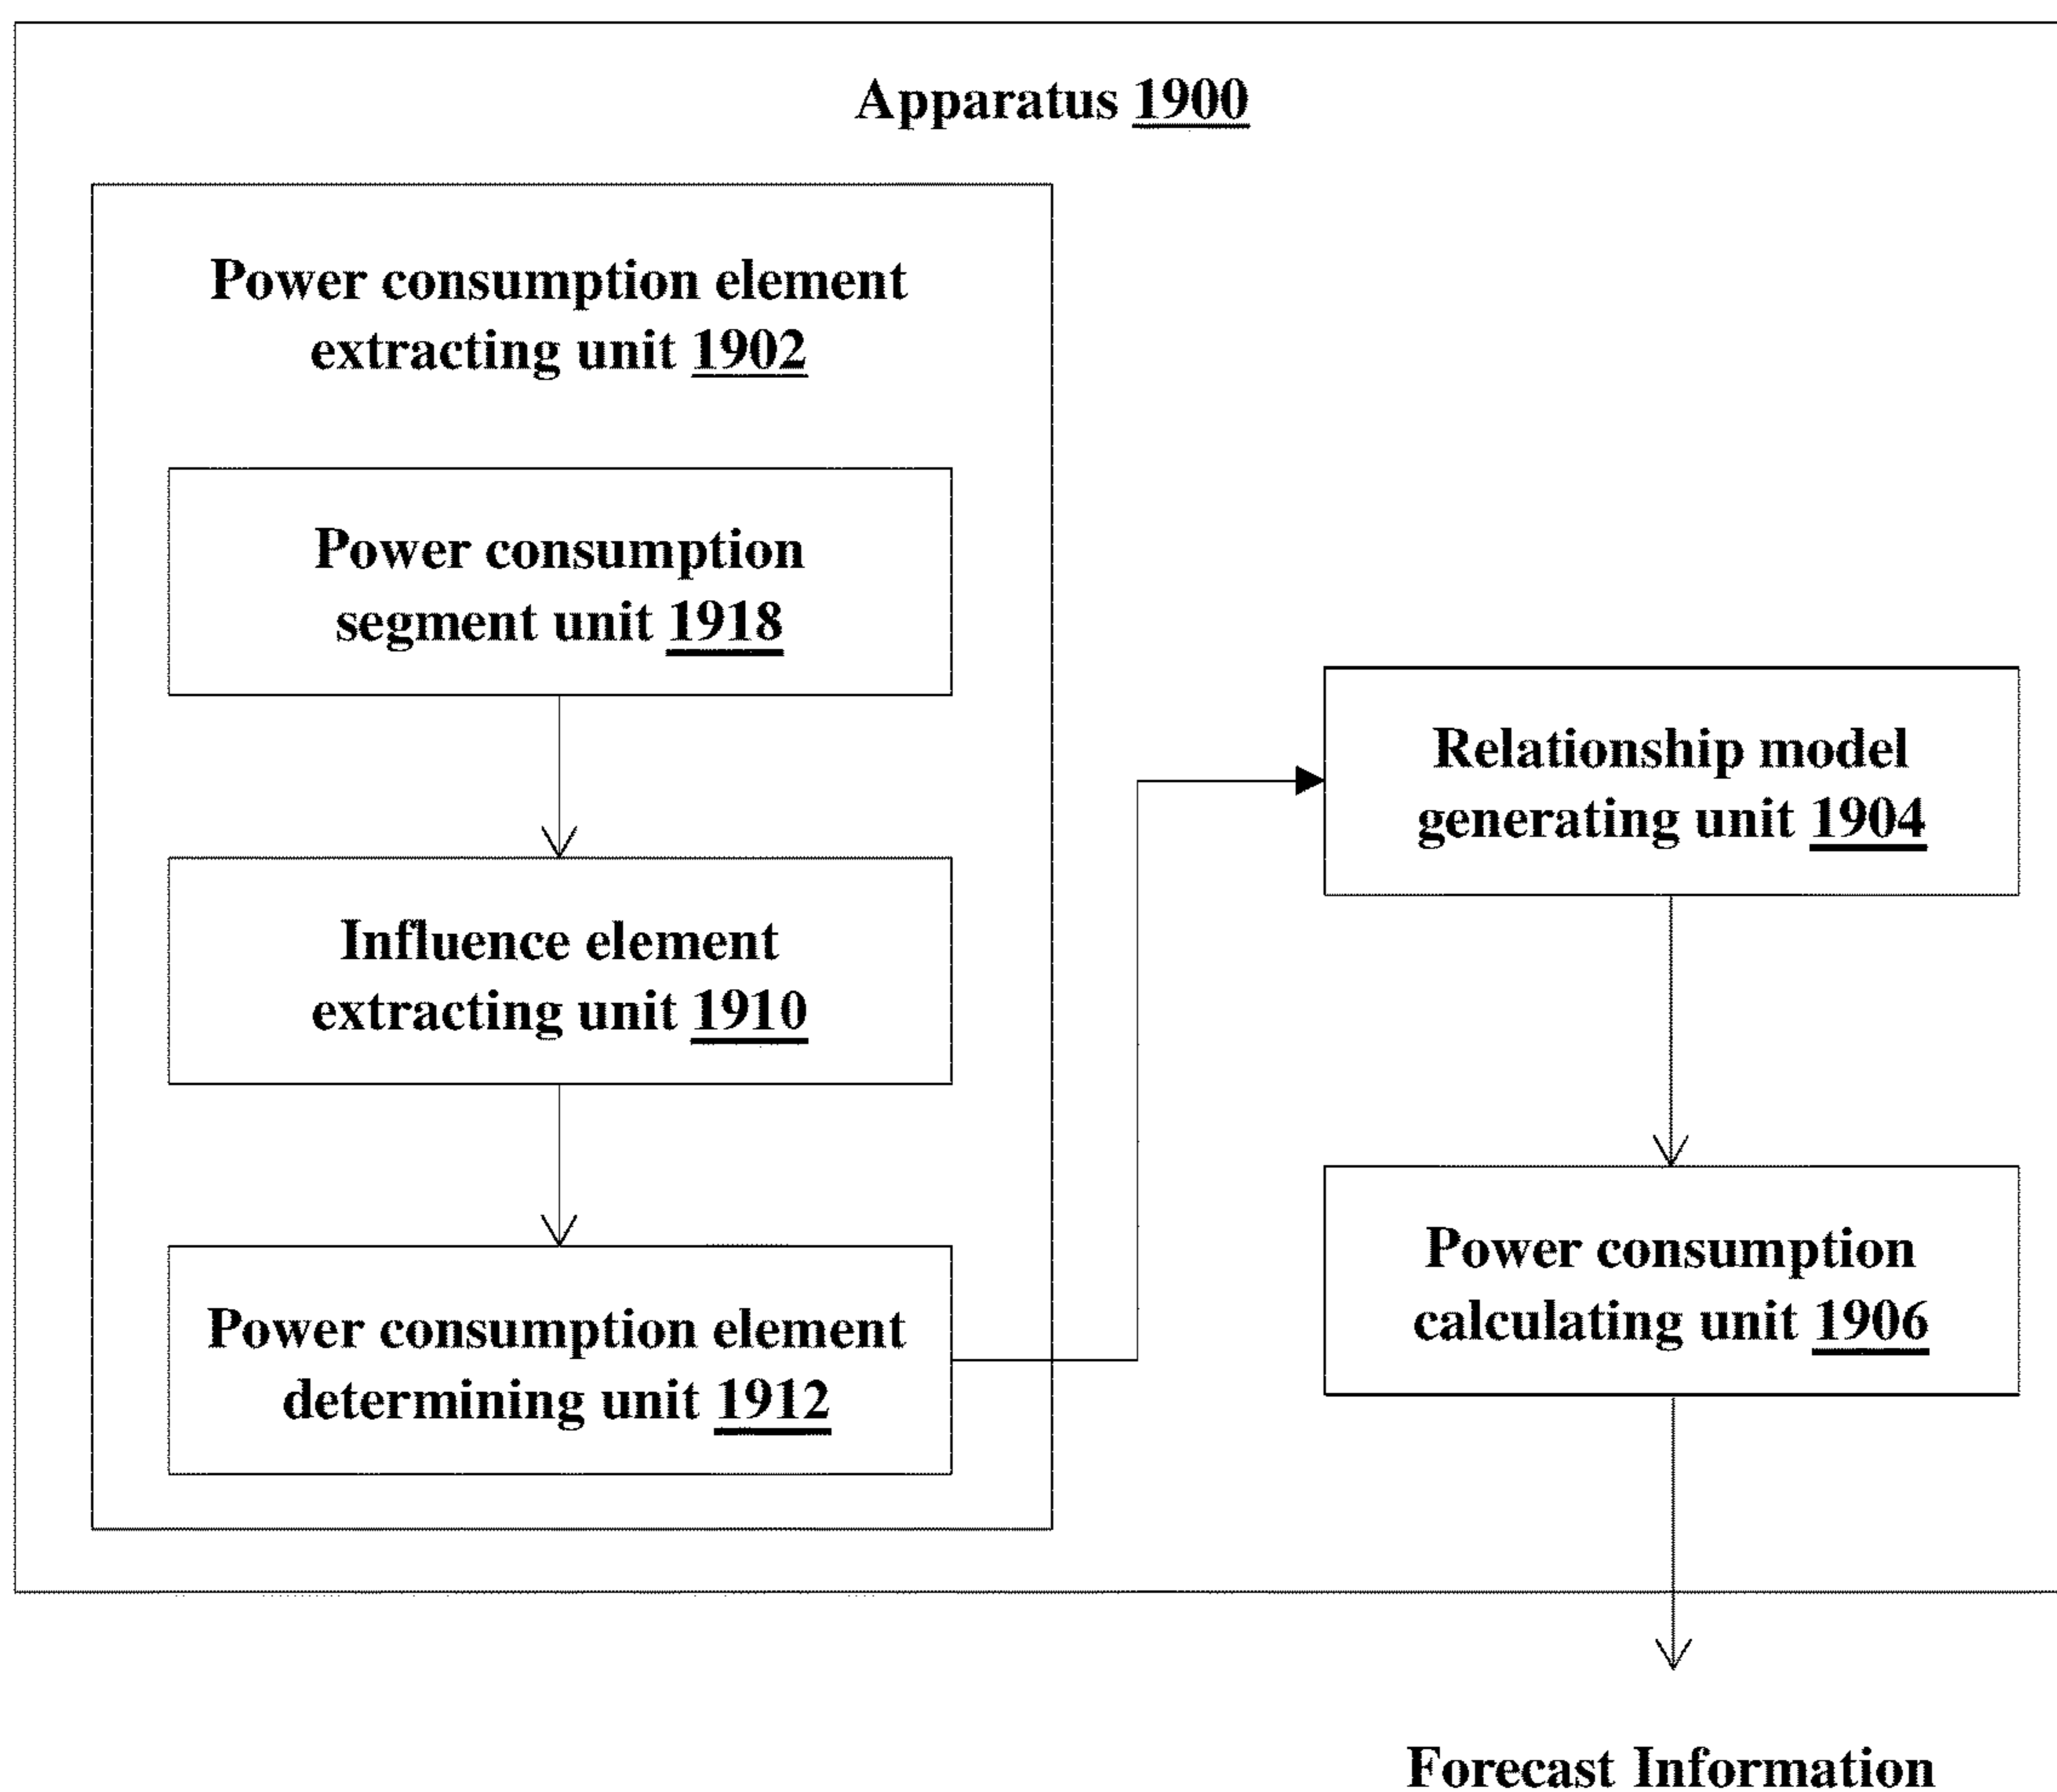 Apparatus 1900
Power consumption element
extracting unit 1902
Power consumption
segment unit 1918
Influence element
extracting unit 1910
Power consumption element
determining unit 1912
Relationship model
generating unit 1904
Power consumption
calculating unit 1906
Forecast Information